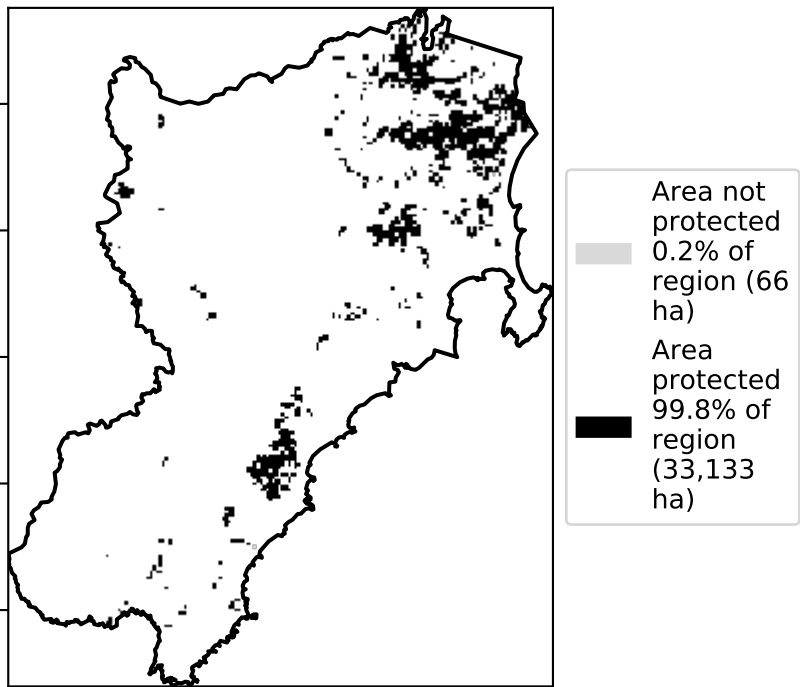 Area not
protected
0.2% of
region (66
ha)
Area
protected
99.8% of
region
(33,133
ha)